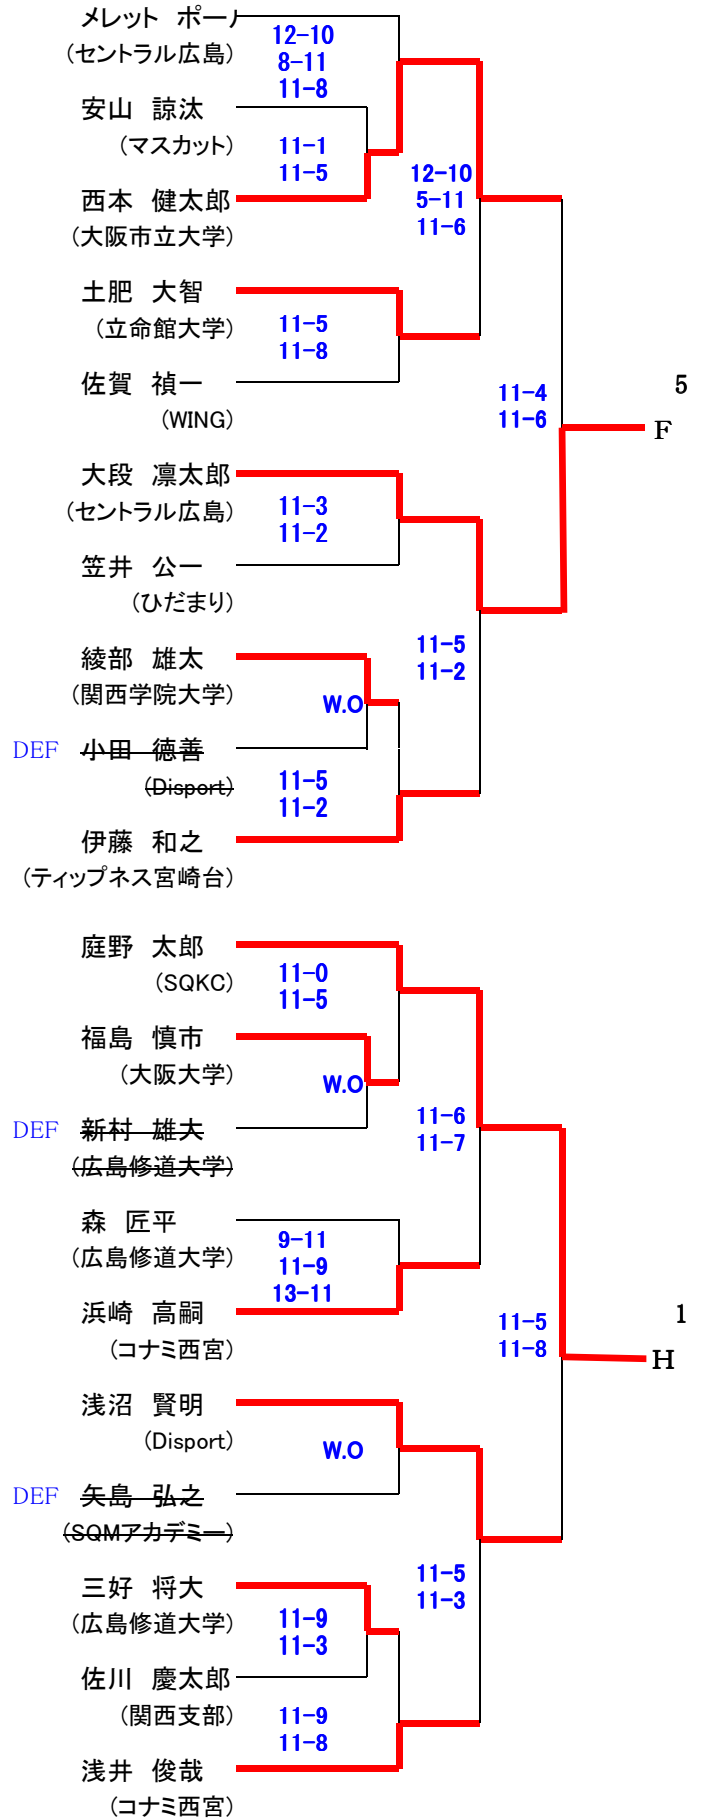 メレット ポール
12-10
(セントラル広島)
8-11
11-8
安山 諒汰
(マスカット)
11-1
11-5
12-10
西本 健太郎
5-11
11-6
(大阪市立大学)
土肥 大智
(立命館大学)
11-5
11-8
佐賀 禎一
5
11-4
(WING)
11-6
F
大段 凛太郎
(セントラル広島)
11-3
11-2
笠井 公一
(ひだまり)
綾部 雄太
11-5
11-2
(関西学院大学)
W.O
DEF 小田 徳善
(Disport)
11-5
11-2
伊藤 和之
(ティップネス宮崎台)
庭野 太郎
(SQKC)
11-0
11-5
福島 慎市
(大阪大学)
W.O
11-6
DEF 新村 雄大
11-7
(広島修道大学)
森 匠平
9-11
(広島修道大学)
11-9
13-11
浜崎 高嗣
1
11-5
(コナミ西宮)
11-8
H
浅沼 賢明
(Disport)
W.O
DEF 矢島 弘之
(SQMアカデミー)
11-5
三好 将大
11-3
(広島修道大学)
11-9
11-3
佐川 慶太郎
(関西支部)
11-9
11-8
浅井 俊哉
(コナミ西宮)